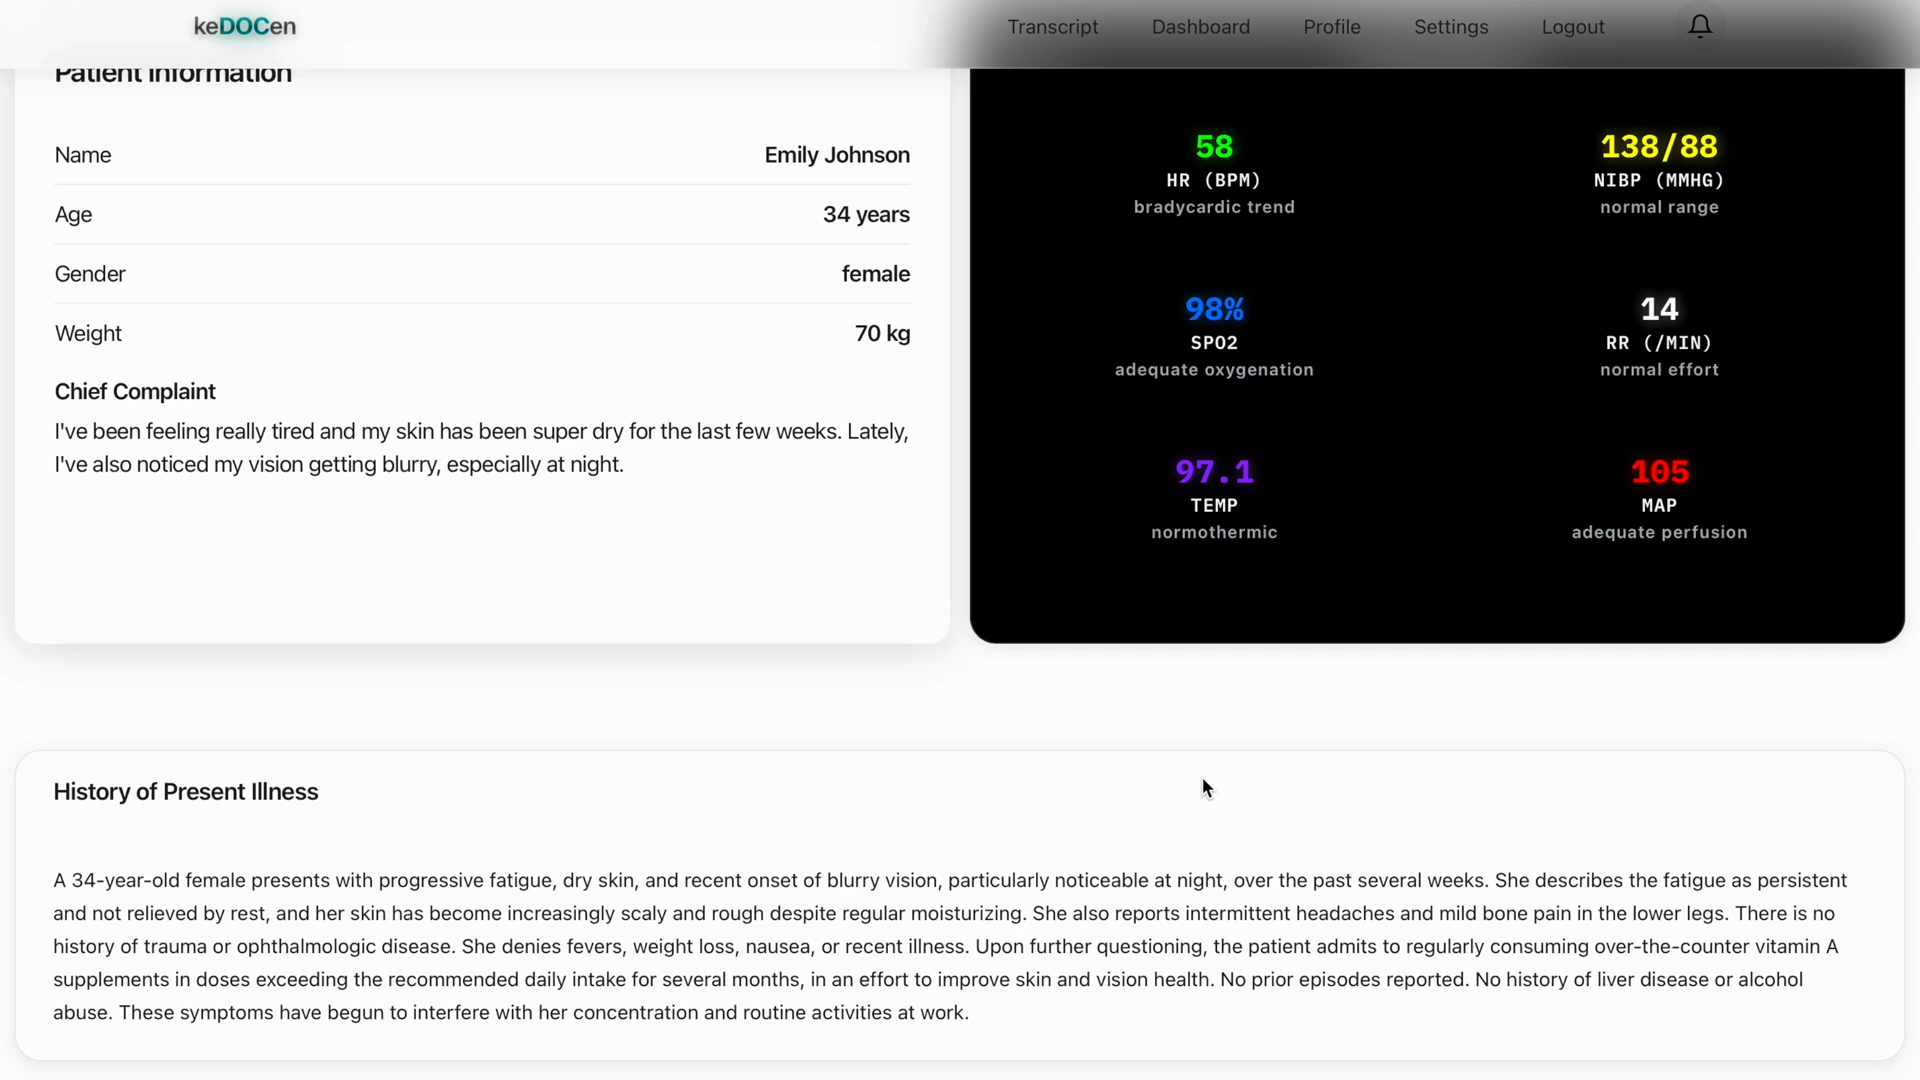 keDOCen
Transcript Dashboard Profile Settings Logout
Patient Information
Name Emily Johnson
Age 34 years
Gender female
Weight 70 kg
Chief Complaint
I've been feeling really tired and my skin has been super dry for the last few weeks. Lately,
I've also noticed my vision getting blurry, especially at night.
58
HR (BPM)
bradycardic trend
138/88
NIBP (MMHG)
normal range
98%
SPO2
adequate oxygenation
14
RR (/MIN)
normal effort
97.1
TEMP
normothermic
105
MAP
adequate perfusion
History of Present Illness
A 34-year-old female presents with progressive fatigue, dry skin, and recent onset of blurry vision, particularly noticeable at night, over the past several weeks. She describes the fatigue as persistent
and not relieved by rest, and her skin has become increasingly scaly and rough despite regular moisturizing. She also reports intermittent headaches and mild bone pain in the lower legs. There is no
history of trauma or ophthalmologic disease. She denies fevers, weight loss, nausea, or recent illness. Upon further questioning, the patient admits to regularly consuming over-the-counter vitamin A
supplements in doses exceeding the recommended daily intake for several months, in an effort to improve skin and vision health. No prior episodes reported. No history of liver disease or alcohol
abuse. These symptoms have begun to interfere with her concentration and routine activities at work.